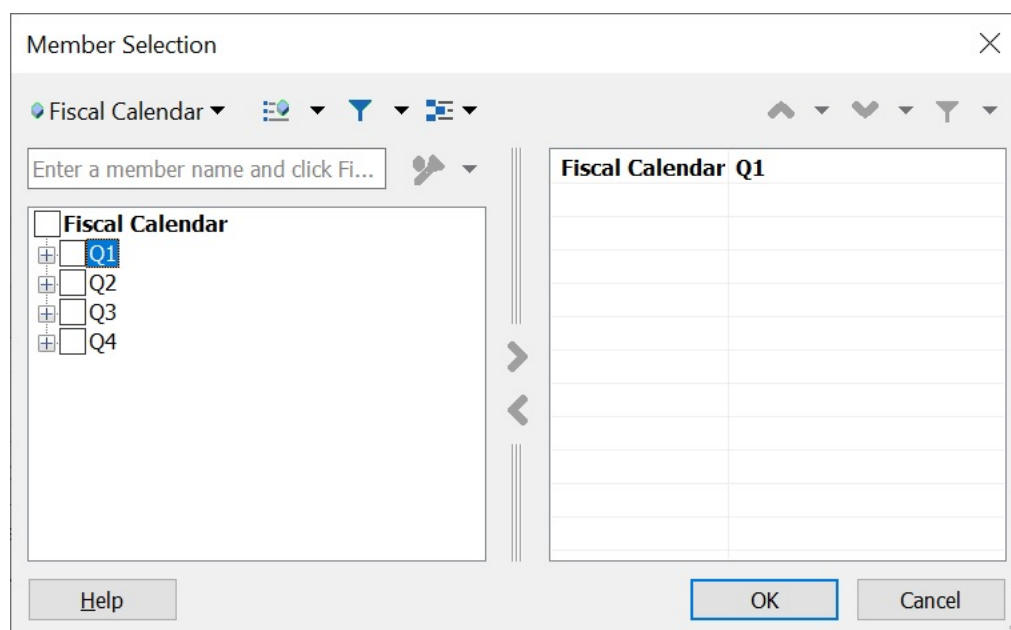 Member Selection
Fiscal Calendar
Enter a member name and click Fi...
Fiscal Calendar
Q1
Q2
Q3
Q4
Fiscal Calendar Q1
Help
OK
Cancel